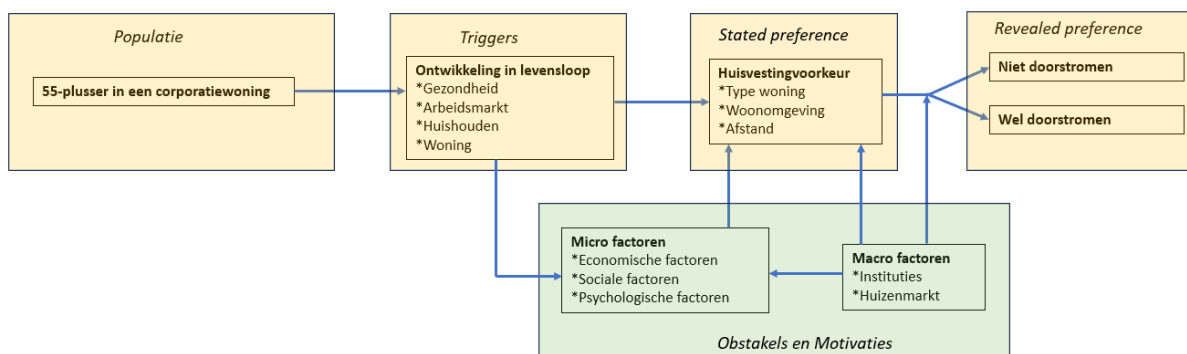 Populatie
55-plusser in een corporatiewoning
Triggers
Ontwikkeling in levensloop
*Gezondheid
*Arbeidsmarkt
*Huishouden
*Woning
Stated preference
Huisvestingvoorkeur
*Type woning
*Woonomgeving
*Afstand
Revealed preference
Niet doorstromen
Wel doorstromen
Micro factoren
*Economische factoren
*Sociale factoren
*Psychologische factoren
Macro factoren
*Instituties
*Huizenmarkt
Obstakels en Motivaties